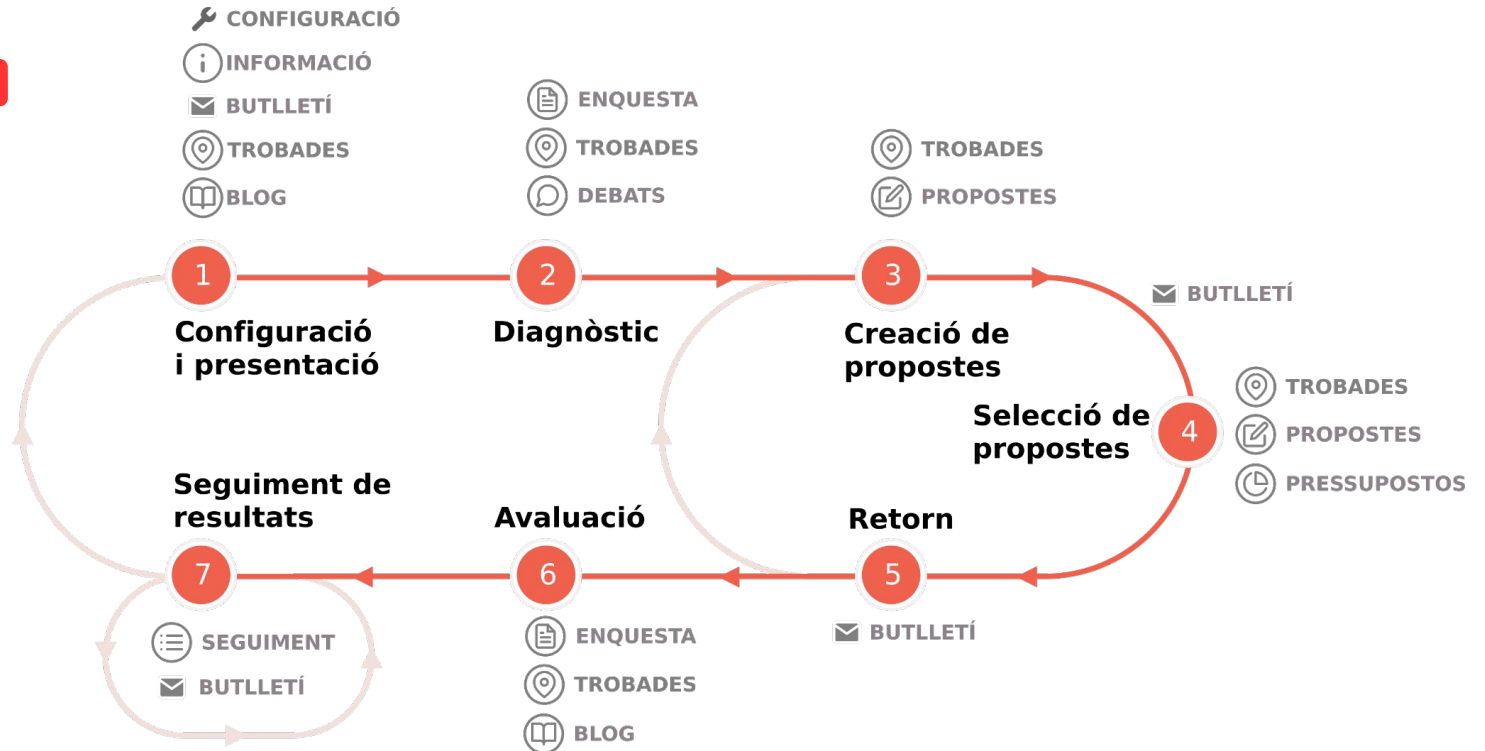 CONFIGURACIÓ
INFORMACIÓ
BUTLLETÍ
TROBADES
BLOG
ENQUESTA
TROBADES
DEBATS
TROBADES
PROPOSTES
1
2
3
Configuració
i presentació
Diagnòstic
Creació de
propostes
BUTLLETÍ
Selecció de
propostes
4
TROBADES
PROPOSTES
PRESSUPOSTOS
Seguiment de
resultats
Avaluació
Retorn
7
6
5
SEGUIMENT
BUTLLETÍ
ENQUESTA
TROBADES
BLOG
BUTLLETÍ